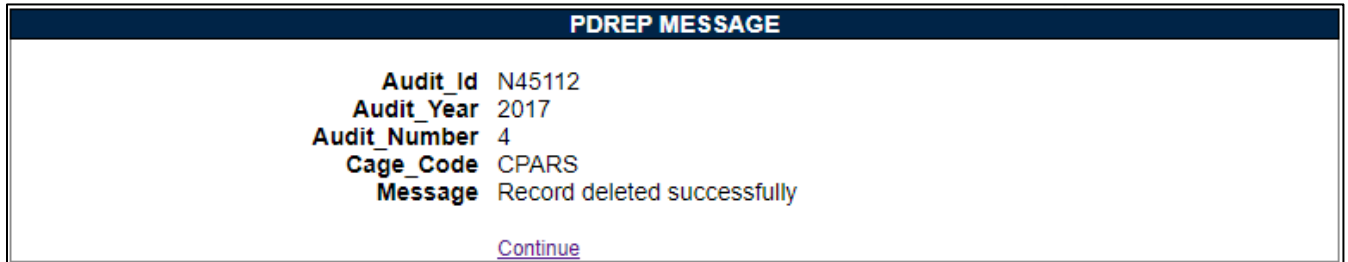 PDREP MESSAGE
Audit_Id N45112
Audit_Year 2017
Audit_Number 4
Cage_Code CPARS
Message Record deleted successfully
Continue